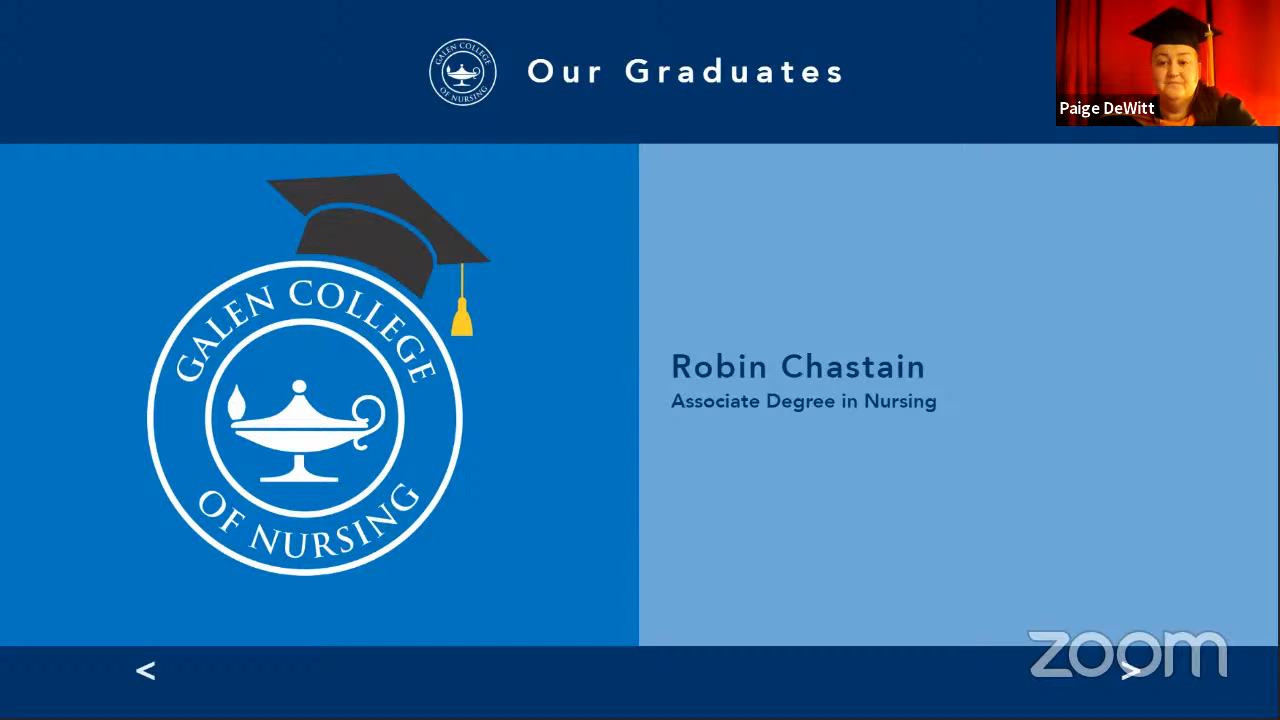 GALEN COLLEGE
OF NURSING
Our Graduates
Paige DeWitt
GALEN COLLEGE
OF NURSING
Robin Chastain
Associate Degree in Nursing
zoom
< >